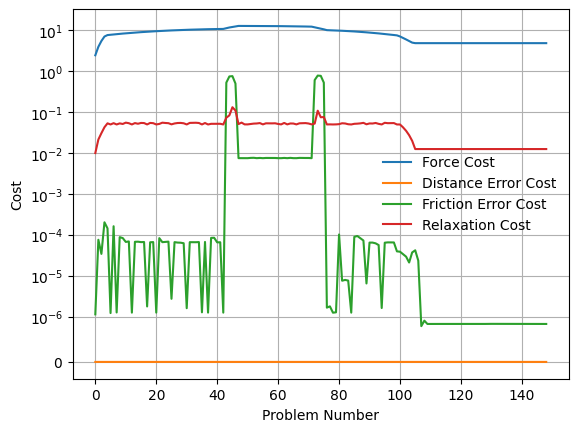 10¹
10⁰
10⁻¹
10⁻²
10⁻³
10⁻⁴
10⁻⁵
10⁻⁶
0
Cost
Force Cost
Distance Error Cost
Friction Error Cost
Relaxation Cost
0 20 40 60 80 100 120 140
Problem Number